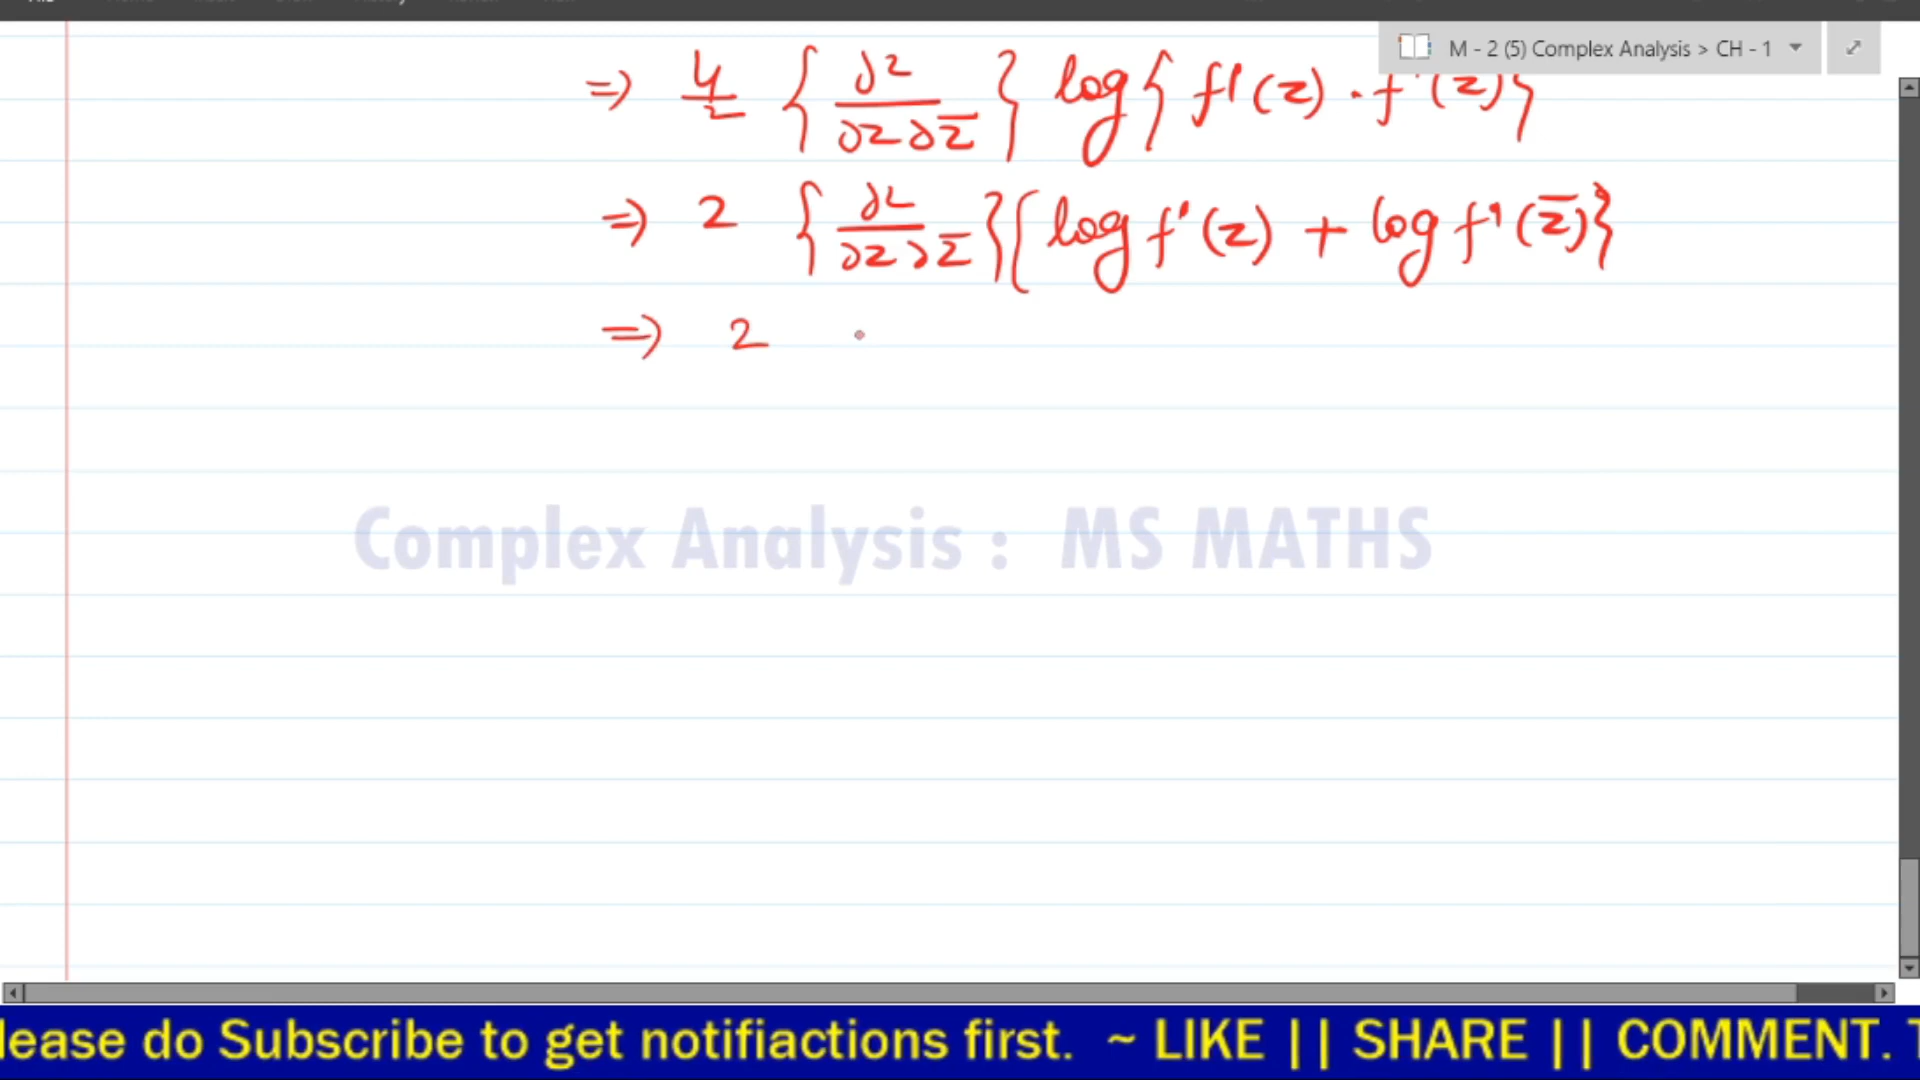 M - 2 (5) Complex Analysis > CH - 1
=> 4/2 { ∂2/∂z∂z̅ } log{ f'(z) · f'(z̅)}
=> 2 { ∂2/∂z∂z̅ }{ log f'(z) + log f'(z̅)}
=> 2
Complex Analysis : MS MATHS
lease do Subscribe to get notifiactions first. ~ LIKE || SHARE || COMMENT. T